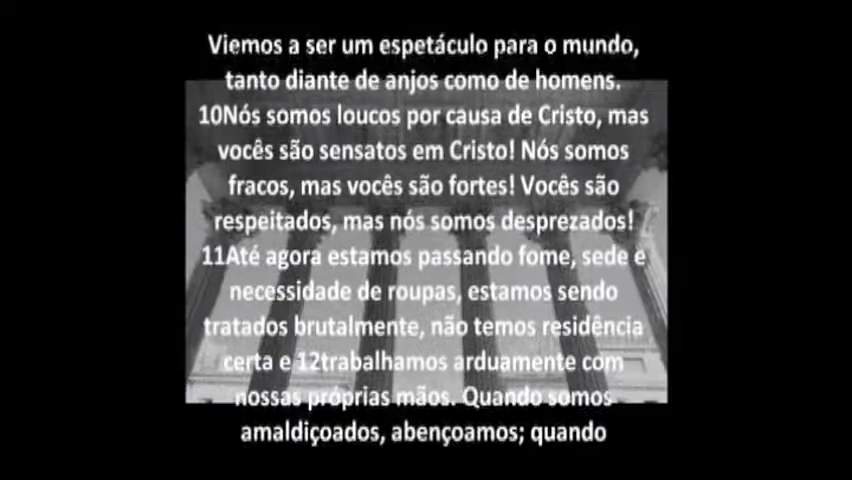 Viemos a ser um espetáculo para o mundo,
tanto diante de anjos como de homens.
10Nós somos loucos por causa de Cristo, mas
vocês são sensatos em Cristo! Nós somos
fracos, mas vocês são fortes! Vocês são
respeitados, mas nós somos desprezados!
11Até agora estamos passando fome, sede e
necessidade de roupas, estamos sendo
tratados brutalmente, não temos residência
certa e 12trabalhamos arduamente com
nossas próprias mãos. Quando somos
amaldiçoados, abençoamos; quando